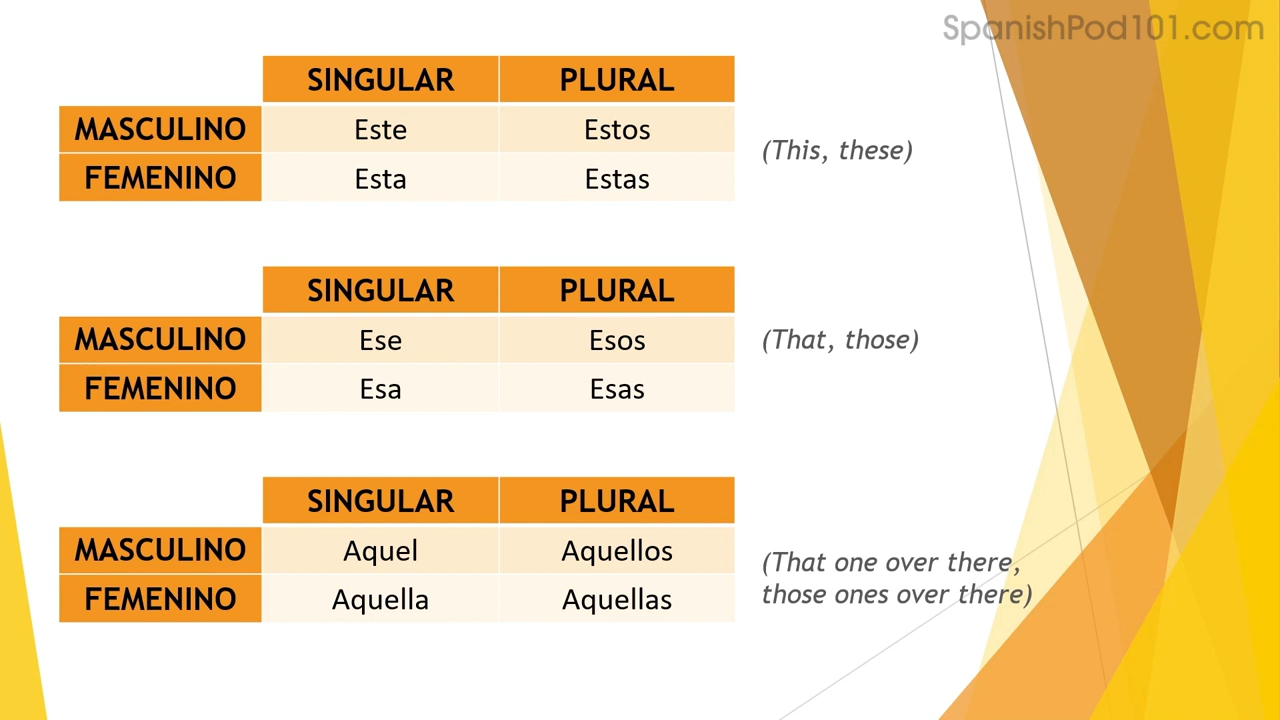 SpanishPod101.com
SINGULAR PLURAL
MASCULINO Este Estos
FEMENINO Esta Estas
(This, these)
SINGULAR PLURAL
MASCULINO Ese Esos
FEMENINO Esa Esas
(That, those)
SINGULAR PLURAL
MASCULINO Aquel Aquellos
FEMENINO Aquella Aquellas
(That one over there,
those ones over there)